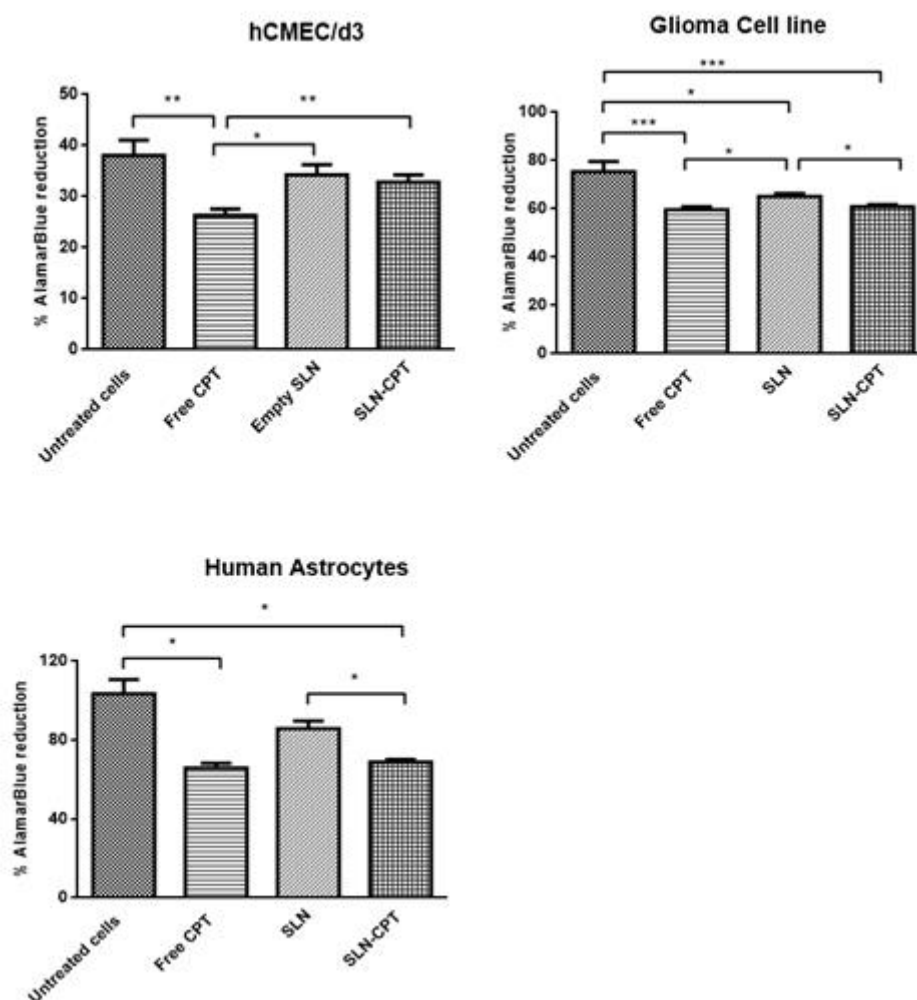 hCMEC/d3
** **
*
50
40
30
20
10
0
% AlamarBlue reduction
Untreated cells
Free CPT
Empty SLN
SLN-CPT
Glioma Cell line
***
*
***
* *
100
80
60
40
20
0
% AlamarBlue reduction
Untreated cells
Free CPT
SLN
SLN-CPT
Human Astrocytes
*
*
*
120
80
40
0
% AlamarBlue reduction
Untreated cells
Free CPT
SLN
SLN-CPT